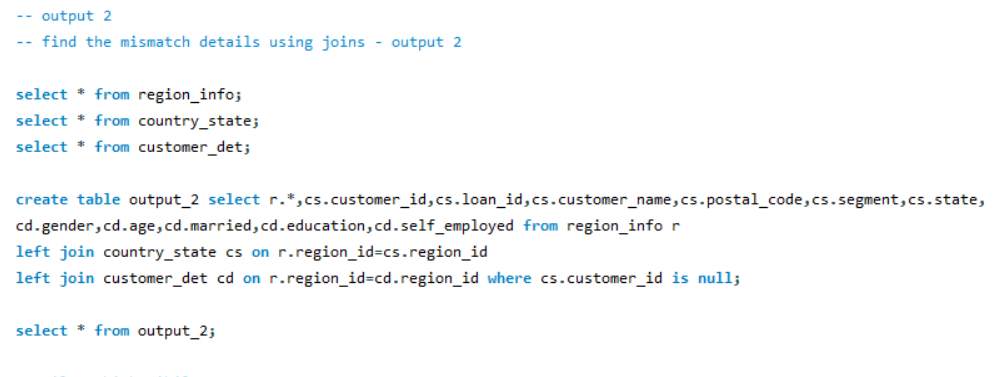 -- output 2
-- find the mismatch details using joins - output 2
select * from region_info;
select * from country_state;
select * from customer_det;
create table output_2 select r.*,cs.customer_id,cs.loan_id,cs.customer_name,cs.postal_code,cs.segment,cs.state,
cd.gender,cd.age,cd.married,cd.education,cd.self_employed from region_info r
left join country_state cs on r.region_id=cs.region_id
left join customer_det cd on r.region_id=cd.region_id where cs.customer_id is null;
select * from output_2;